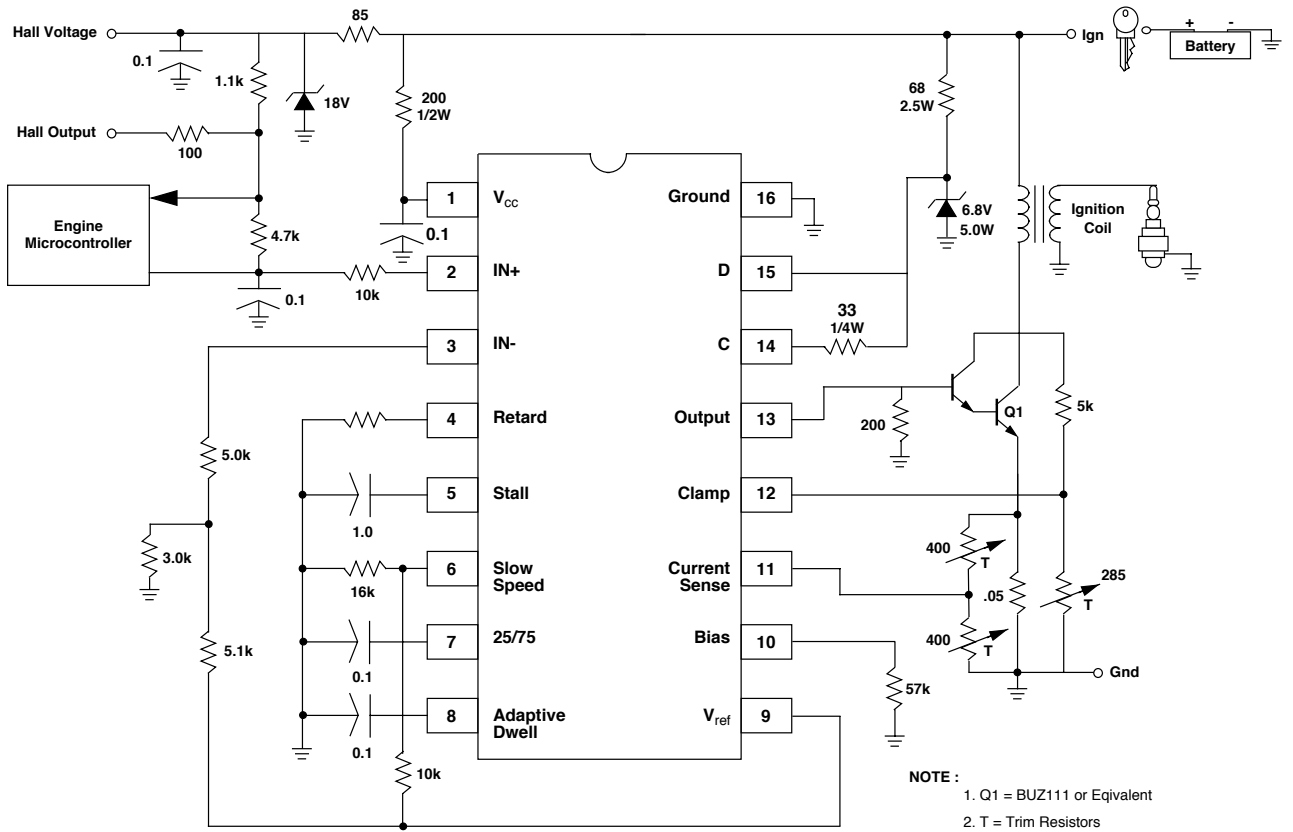 85
Hall Voltage
Ign
+ -
Battery
0.1
1.1k
18V
200
1/2W
68
2.5W
Hall Output
100
Engine
Microcontroller
4.7k
0.1
10k
0.1
1
VCC
Ground
16
6.8V
5.0W
Ignition
Coil
2
IN+
D
15
33
1/4W
3
IN-
C
14
4
Retard
Output
13
200
Q1
5k
5.0k
5
Stall
Clamp
12
1.0
3.0k
6
Slow
Speed
Current
Sense
11
16k
400
T
.05
285
T
5.1k
7
25/75
Bias
10
400
T
0.1
57k
Gnd
8
Adaptive
Dwell
Vref
9
0.1
10k
NOTE :
1. Q1 = BUZ111 or Eqivalent
2. T = Trim Resistors